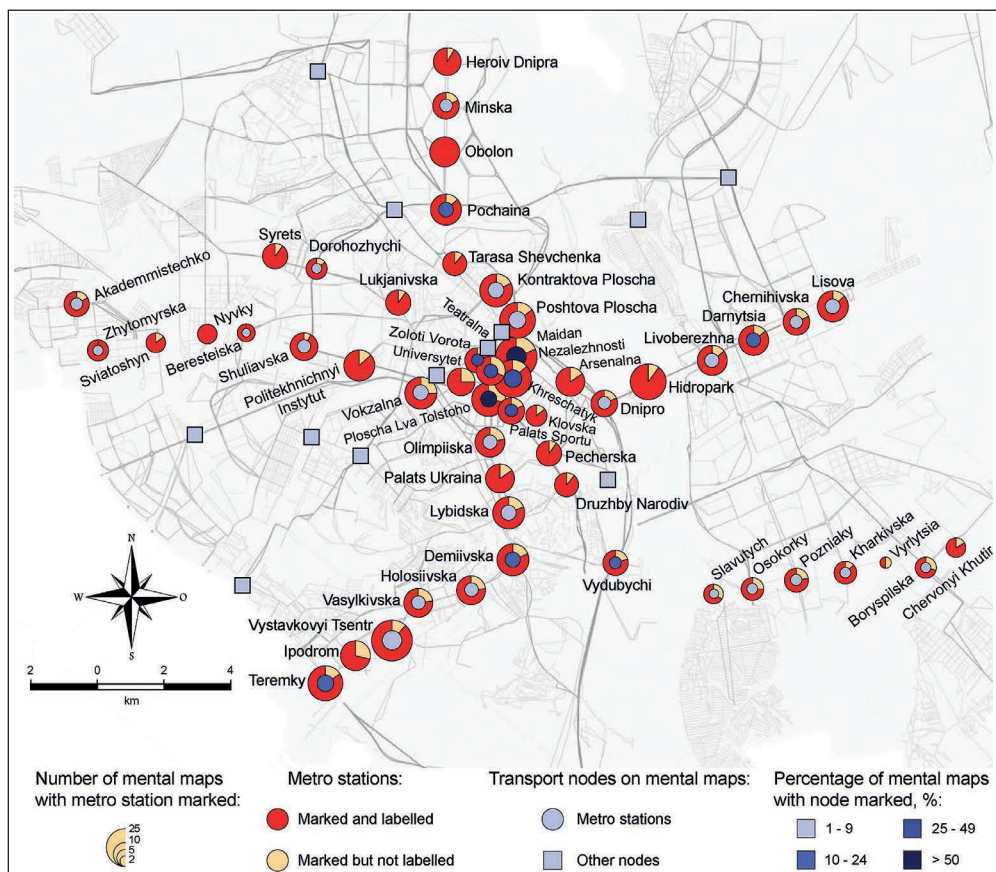 Heroiv Dnipra
Minska
Obolon
Pochaina
Syrets
Dorohozhychi
Tarasa Shevchenka
Akademmistechko
Lukjanivska
Kontraktova Ploscha
Lisova
Chernihivska
Zhytomyrska
Nyvky
Teatralna
Poshtova Ploscha
Darnytsia
Sviatoshyn
Berestelska
Zoloti Vorota
Maidan
Nezalezhnosti
Livoberezhna
Shuliavska
Universytet
Arsenalna
Politekhnichnyi
Instytut
Hidropark
Vokzalna
Khreschatyk
Dnipro
Ploscha Lva Tolstoho
Klovska
Palats Sportu
Olimpiiska
Pecherska
Palats Ukraina
Druzhby Narodiv
Lybidska
Demiivska
Vydubychi
Slavutych
Osokorky
Pozniaky
Kharkivska
Vyrlytsia
Boryspilska
Chervonyi Khutir
Holosiivska
Vasylkivska
Vystavkovyi Tsentr
Ipodrom
Teremky
N
W
O
S
2 0 2 4
km
Number of mental maps
with metro station marked:
25
10
5
2
Metro stations:
Marked and labelled
Marked but not labelled
Transport nodes on mental maps:
Metro stations
Other nodes
Percentage of mental maps
with node marked, %:
1 - 9
25 - 49
10 - 24
> 50